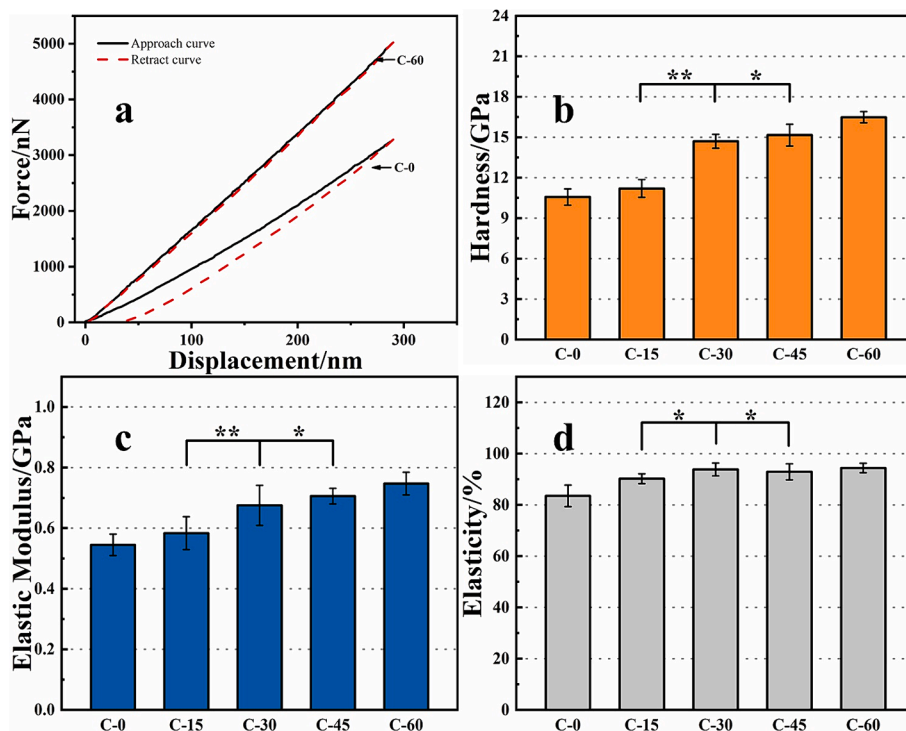 a
Approach curve
Retract curve
C-60
C-0
Force/nN
5000
4000
3000
2000
1000
0
0 100 200 300
Displacement/nm
b
** *
Hardness/GPa
24
21
18
15
12
9
6
3
0
C-0 C-15 C-30 C-45 C-60
c
** *
Elastic Modulus/GPa
1.0
0.8
0.6
0.4
0.2
0.0
C-0 C-15 C-30 C-45 C-60
d
* *
Elasticity/%
120
100
80
60
40
20
0
C-0 C-15 C-30 C-45 C-60